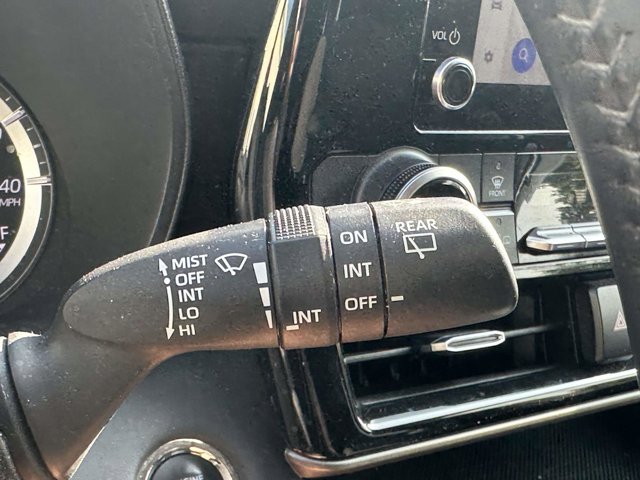 VOL
40
MPH
F
FRONT
MIST
OFF
INT
LO
HI
INT
ON
INT
OFF
REAR